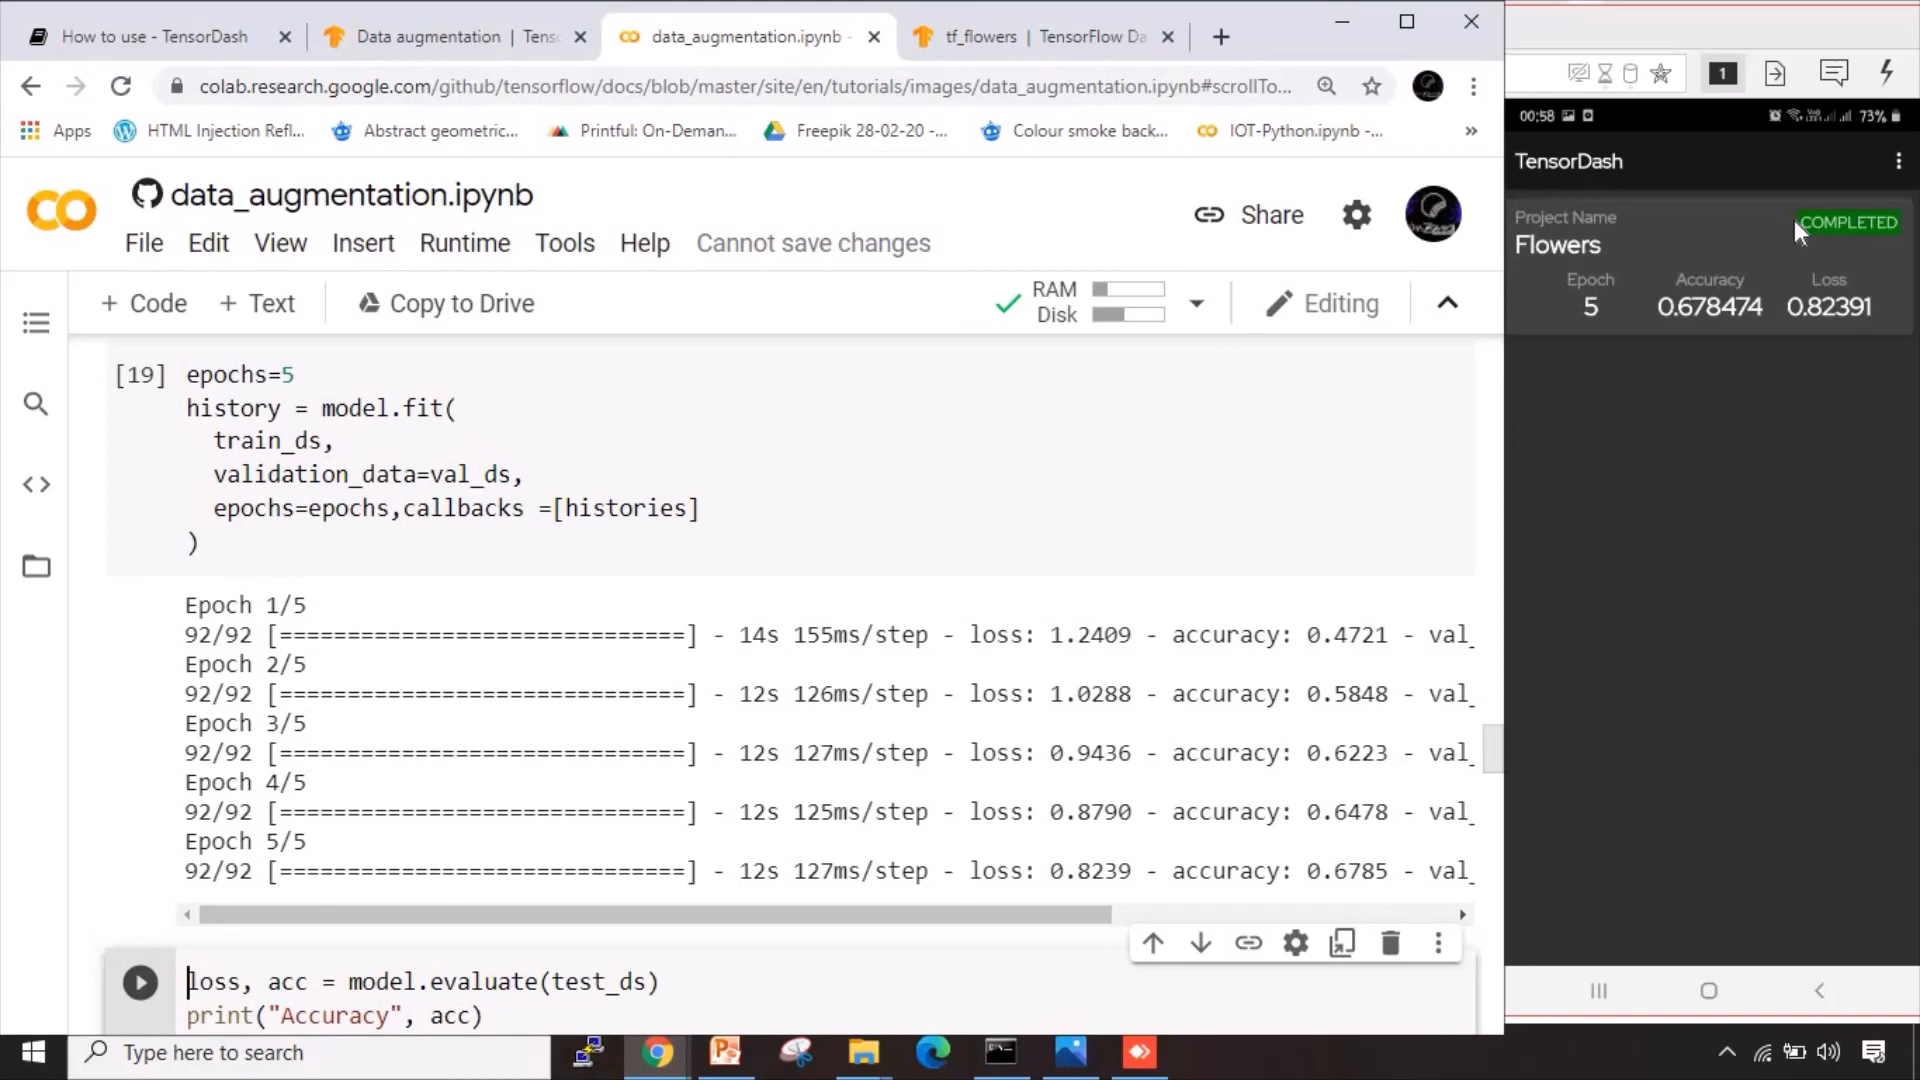 How to use - TensorDash
Data augmentation | Tens
data_augmentation.ipynb -
tf_flowers | TensorFlow Da
colab.research.google.com/github/tensorflow/docs/blob/master/site/en/tutorials/images/data_augmentation.ipynb#scrollTo...
Apps
HTML Injection Refl...
Abstract geometric...
Printful: On-Deman...
Freepik 28-02-20 -...
Colour smoke back...
IOT-Python.ipynb -...
data_augmentation.ipynb
Share
File Edit View Insert Runtime Tools Help Cannot save changes
+ Code + Text Copy to Drive
RAM
Disk
Editing
[19] epochs=5
history = model.fit(
train_ds,
validation_data=val_ds,
epochs=epochs,callbacks =[histories]
)
Epoch 1/5
92/92 [==============================] - 14s 155ms/step - loss: 1.2409 - accuracy: 0.4721 - val_
Epoch 2/5
92/92 [==============================] - 12s 126ms/step - loss: 1.0288 - accuracy: 0.5848 - val_
Epoch 3/5
92/92 [==============================] - 12s 127ms/step - loss: 0.9436 - accuracy: 0.6223 - val_
Epoch 4/5
92/92 [==============================] - 12s 125ms/step - loss: 0.8790 - accuracy: 0.6478 - val_
Epoch 5/5
92/92 [==============================] - 12s 127ms/step - loss: 0.8239 - accuracy: 0.6785 - val_
loss, acc = model.evaluate(test_ds)
print("Accuracy", acc)
Type here to search
1
00:58
73%
TensorDash
Project Name
COMPLETED
Flowers
Epoch Accuracy Loss
5 0.678474 0.82391